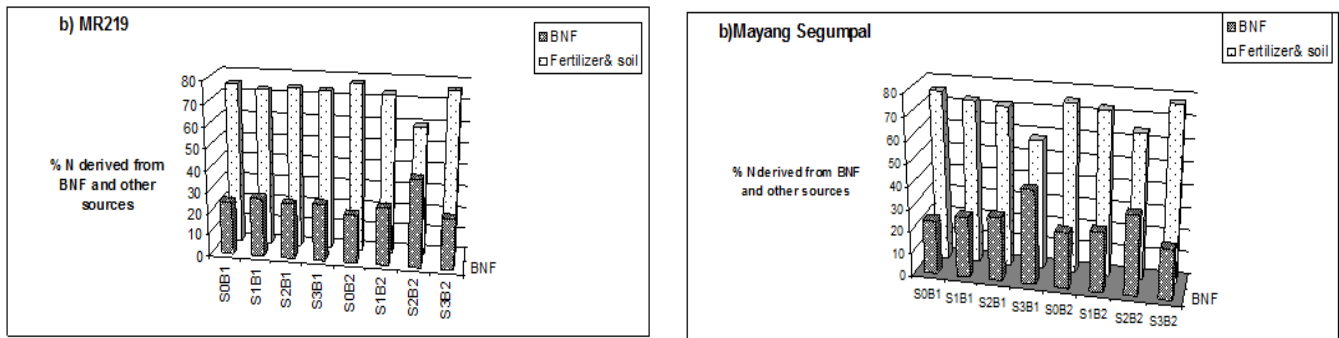 b) MR219
BNF
Fertilizer& soil
% N derived from
BNF and other
sources
80
70
60
50
40
30
20
10
0
S0B1
S1B1
S2B1
S3B1
S0B2
S1B2
S2B2
S3B2
BNF
b)Mayang Segumpal
BNF
Fertilizer& soil
% N derived from BNF
and other sources
80
70
60
50
40
30
20
10
0
S0B1
S1B1
S2B1
S3B1
S0B2
S1B2
S2B2
S3B2
BNF